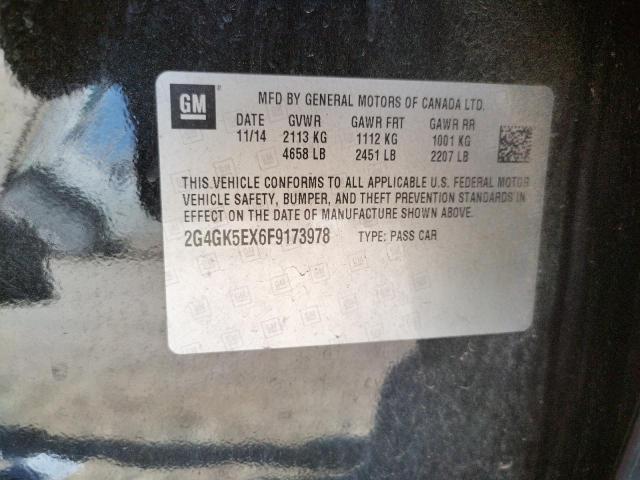 GM
MFD BY GENERAL MOTORS OF CANADA LTD.
DATE GVWR GAWR FRT GAWR RR
11/14 2113 KG 1112 KG 1001 KG
4658 LB 2451 LB 2207 LB
THIS VEHICLE CONFORMS TO ALL APPLICABLE U.S. FEDERAL MOTOR
VEHICLE SAFETY, BUMPER, AND THEFT PREVENTION STANDARDS IN
EFFECT ON THE DATE OF MANUFACTURE SHOWN ABOVE.
2G4GK5EX6F9173978 TYPE: PASS CAR